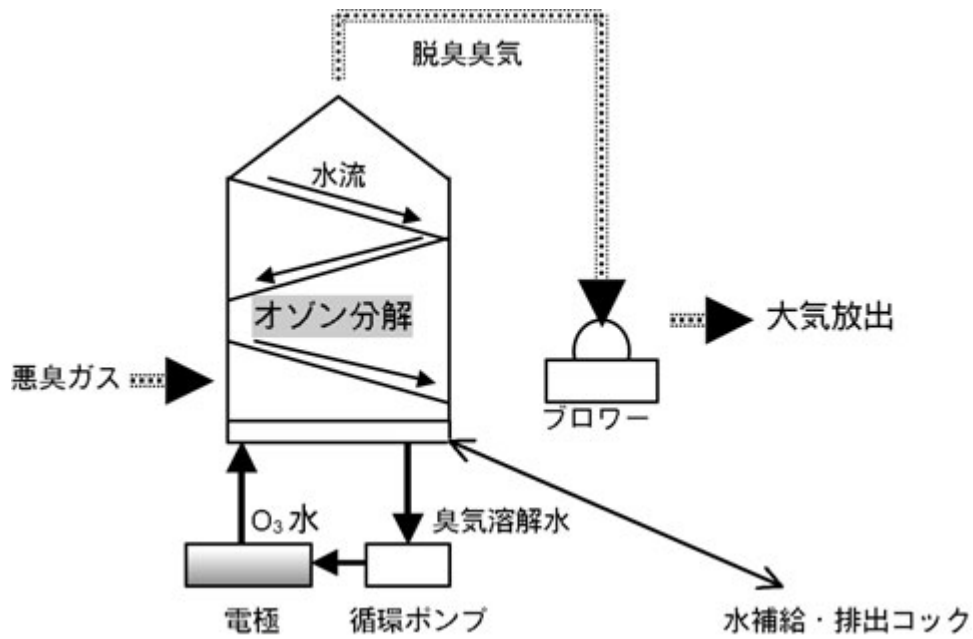 脱臭臭気
水流
オゾン分解
大気放出
悪臭ガス
ブロワー
O₃水
臭気溶解水
電極
循環ポンプ
水補給・排出コック